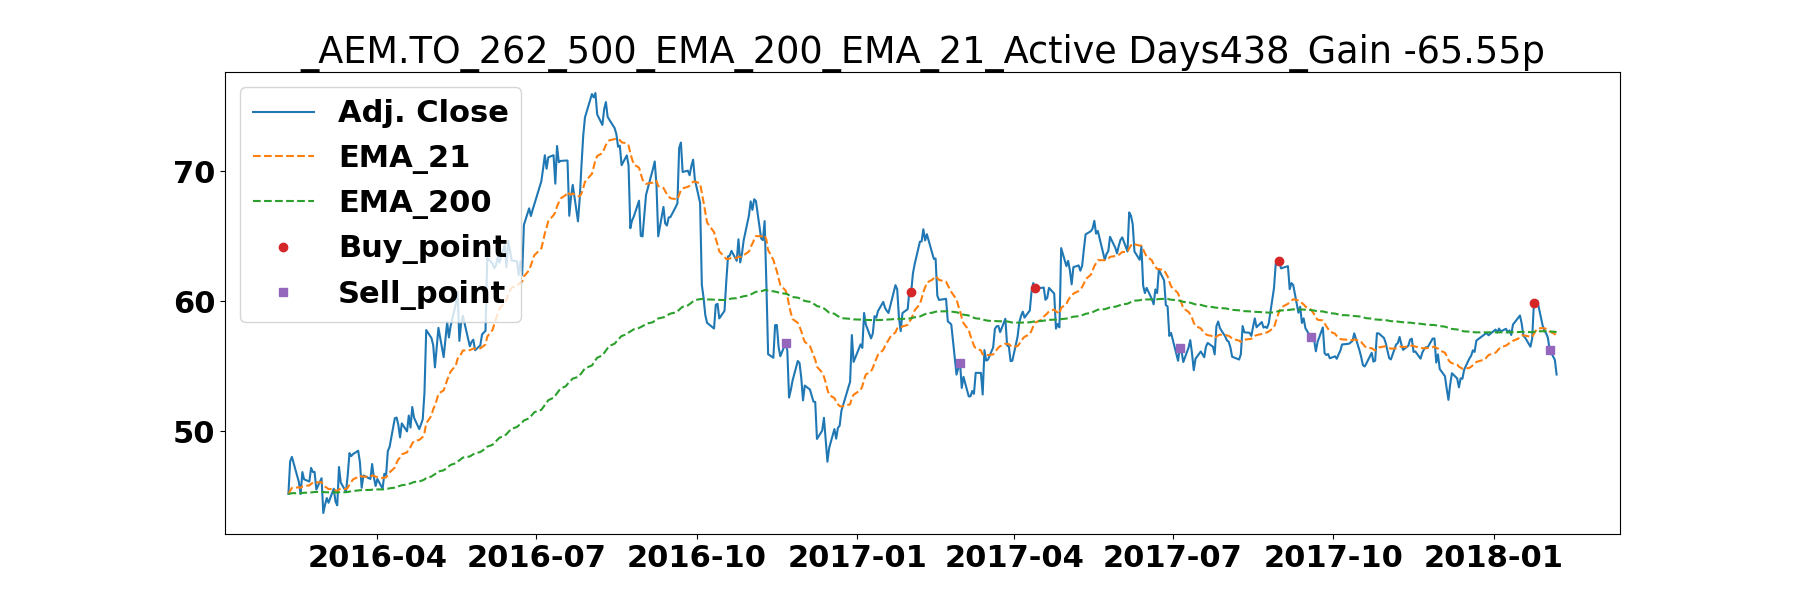 _AEM.TO_262_500_EMA_200_EMA_21_Active Days438_Gain -65.55p
Adj. Close
EMA_21
EMA_200
Buy_point
Sell_point
70
60
50
2016-04 2016-07 2016-10 2017-01 2017-04 2017-07 2017-10 2018-01